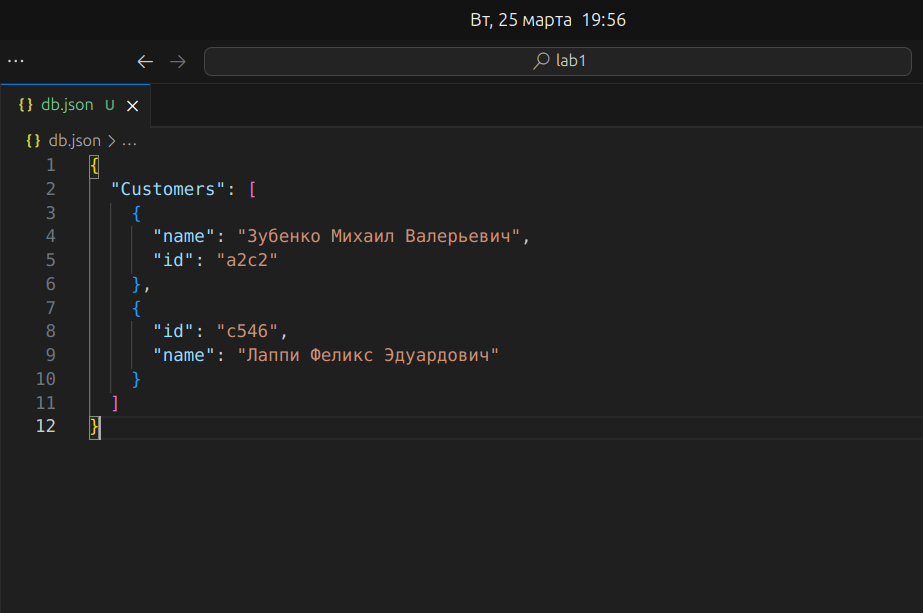 Вт, 25 марта 19:56
... ← → lab1
{} db.json U ×
{} db.json > ...
1 {
2 "Customers": [
3 {
4 "name": "Зубенко Михаил Валерьевич",
5 "id": "a2c2"
6 },
7 {
8 "id": "c546",
9 "name": "Лаппи Феликс Эдуардович"
10 }
11 ]
12 }